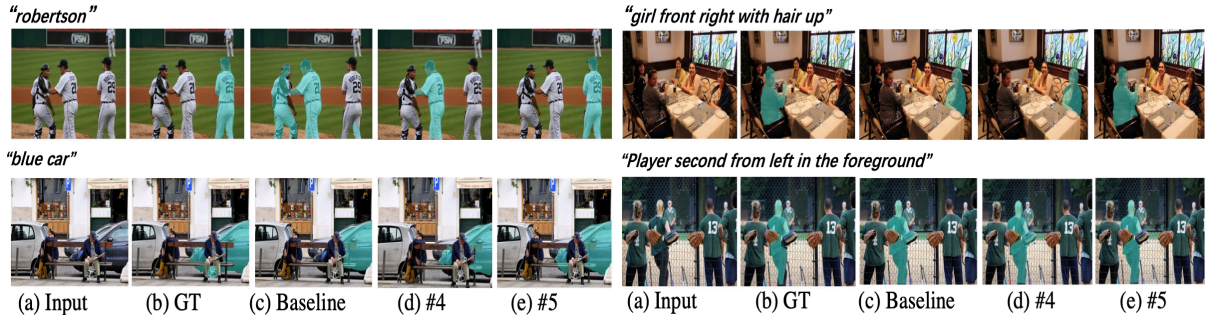 “robertson”
“girl front right with hair up”
“blue car”
“Player second from left in the foreground”
(a) Input (b) GT (c) Baseline (d) #4 (e) #5
(a) Input (b) GT (c) Baseline (d) #4 (e) #5